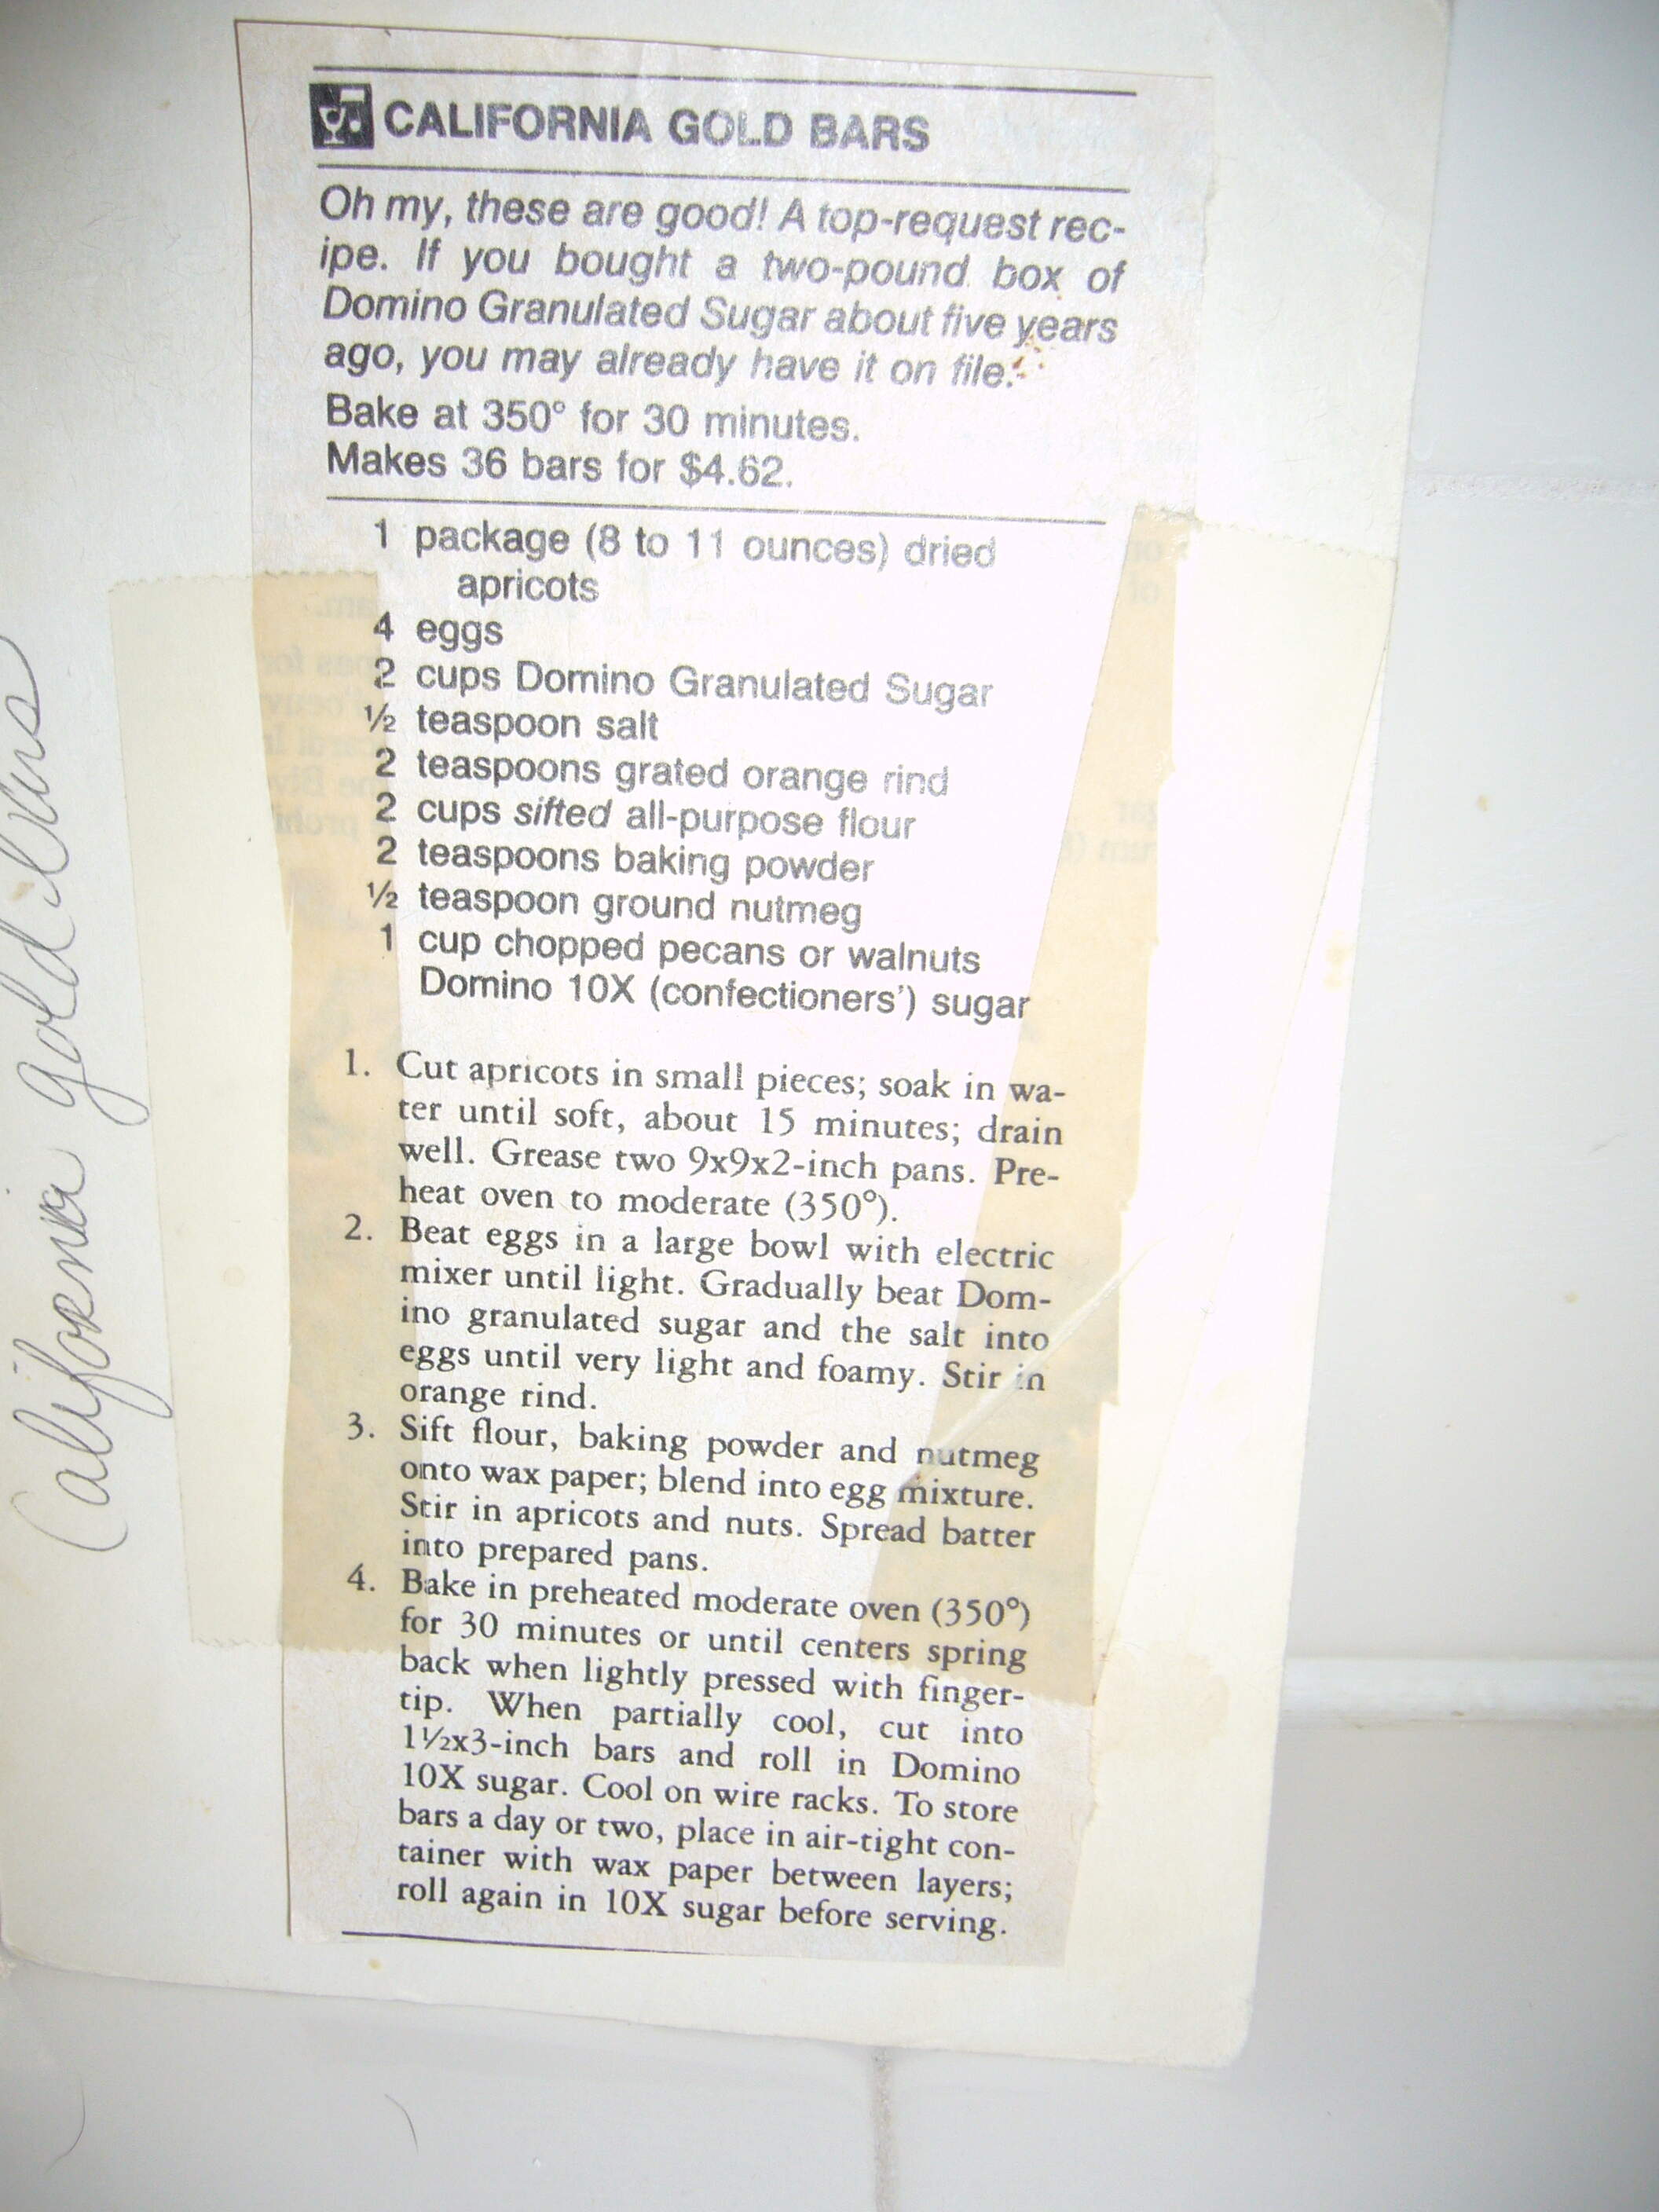 CALIFORNIA GOLD BARS
Oh my, these are good! A top-request rec-
ipe. If you bought a two-pound box of
Domino Granulated Sugar about five years
ago, you may already have it on file.
Bake at 350° for 30 minutes.
Makes 36 bars for $4.62.
1 package (8 to 11 ounces) dried
apricots
4 eggs
2 cups Domino Granulated Sugar
½ teaspoon salt
2 teaspoons grated orange rind
2 cups sifted all-purpose flour
2 teaspoons baking powder
½ teaspoon ground nutmeg
1 cup chopped pecans or walnuts
Domino 10X (confectioners') sugar
1. Cut apricots in small pieces; soak in wa-
ter until soft, about 15 minutes; drain
well. Grease two 9x9x2-inch pans. Pre-
heat oven to moderate (350°).
2. Beat eggs in a large bowl with electric
mixer until light. Gradually beat Dom-
ino granulated sugar and the salt into
eggs until very light and foamy. Stir in
orange rind.
3. Sift flour, baking powder and nutmeg
onto wax paper; blend into egg mixture.
Stir in apricots and nuts. Spread batter
into prepared pans.
4. Bake in preheated moderate oven (350°)
for 30 minutes or until centers spring
back when lightly pressed with finger-
tip. When partially cool, cut into
1½x3-inch bars and roll in Domino
10X sugar. Cool on wire racks. To store
bars a day or two, place in air-tight con-
tainer with wax paper between layers;
roll again in 10X sugar before serving.
California gold bars